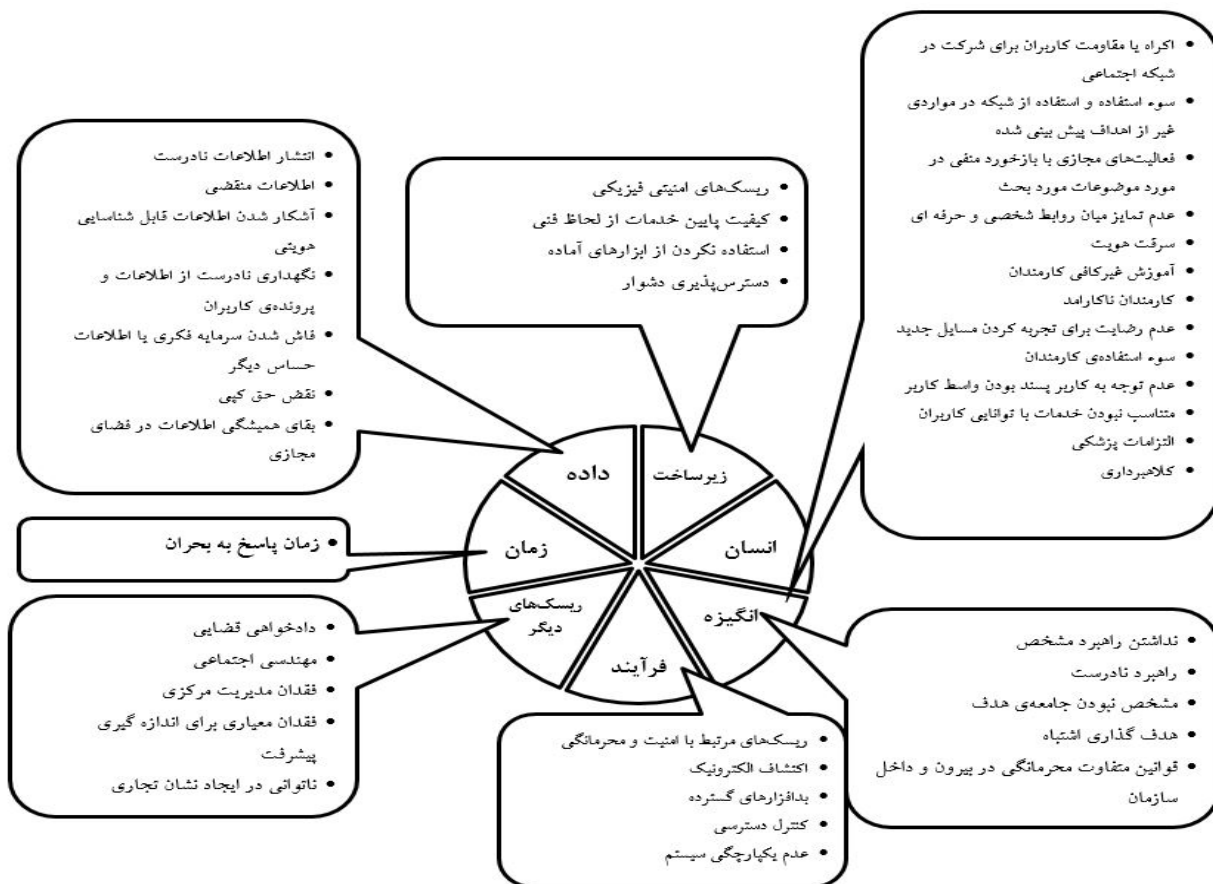 • اکراه یا مقاومت کاربران برای شرکت در
شبکه اجتماعی
• سوء استفاده و استفاده از شبکه در مواردی
غیر از اهداف پیش بینی شده
• فعالیت‌های مجازی با بازخورد منفی در
مورد موضوعات مورد بحث
• عدم تمایز میان روابط شخصی و حرفه ای
• سرقت هویت
• آموزش غیرکافی کارمندان
• کارمندان ناکارامد
• عدم رضایت برای تجربه کردن مسایل جدید
• سوء استفاده‌ی کارمندان
• عدم توجه به کاربر پسند بودن واسط کاربر
• متناسب نبودن خدمات با توانایی کاربران
• التزامات پزشکی
• کلاهبرداری
• ریسک‌های امنیتی فیزیکی
• کیفیت پایین خدمات از لحاظ فنی
• استفاده نکردن از ابزارهای آماده
• دسترس‌پذیری دشوار
• انتشار اطلاعات نادرست
• اطلاعات منقضی
• آشکار شدن اطلاعات قابل شناسایی
هویتی
• نگهداری نادرست از اطلاعات و
پرونده‌ی کاربران
• فاش شدن سرمایه فکری یا اطلاعات
حساس دیگر
• نقض حق کپی
• بقای همیشگی اطلاعات در فضای
مجازی
زیرساخت
داده
انسان
زمان
انگیزه
ریسک‌های
دیگر
فرآیند
• زمان پاسخ به بحران
• نداشتن راهبرد مشخص
• راهبرد نادرست
• مشخص نبودن جامعه‌ی هدف
• هدف گذاری اشتباه
• قوانین متفاوت محرمانگی در بیرون و داخل
سازمان
• ریسک‌های مرتبط با امنیت و محرمانگی
• اکتشاف الکترونیک
• بدافزارهای گسترده
• کنترل دسترسی
• عدم یکپارچگی سیستم
• دادخواهی قضایی
• مهندسی اجتماعی
• فقدان مدیریت مرکزی
• فقدان معیاری برای اندازه گیری
پیشرفت
• ناتوانی در ایجاد نشان تجاری